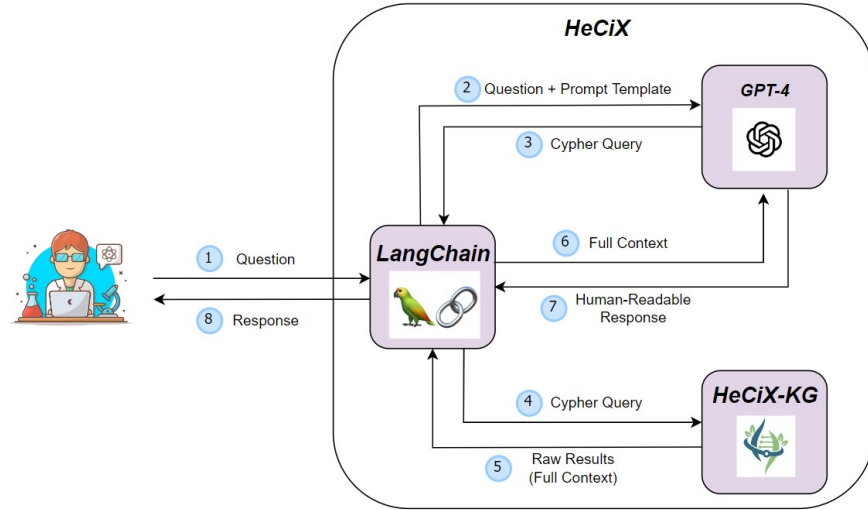 HeCiX
2 Question + Prompt Template
GPT-4
3 Cypher Query
1 Question
LangChain
6 Full Context
8 Response
7 Human-Readable
Response
4 Cypher Query
HeCiX-KG
5 Raw Results
(Full Context)